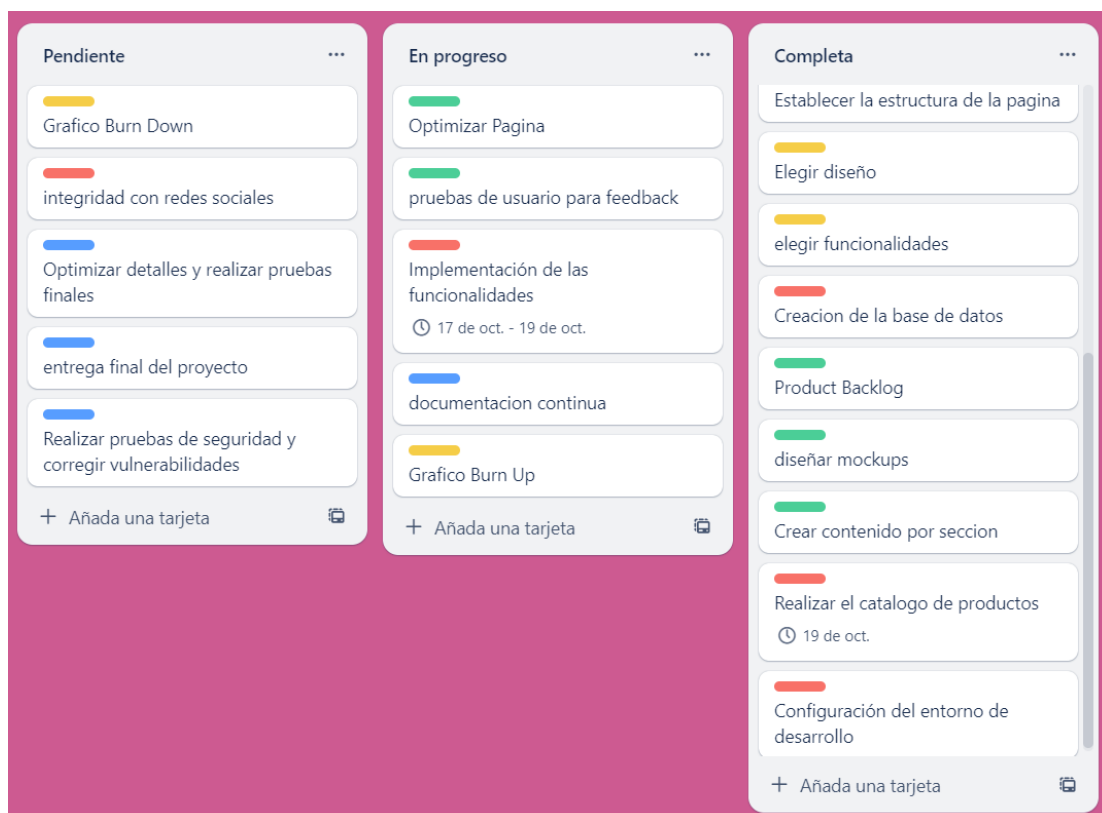 Pendiente
Grafico Burn Down
integridad con redes sociales
Optimizar detalles y realizar pruebas
finales
entrega final del proyecto
Realizar pruebas de seguridad y
corregir vulnerabilidades
+ Añada una tarjeta
En progreso
Optimizar Pagina
pruebas de usuario para feedback
Implementación de las
funcionalidades
17 de oct. - 19 de oct.
documentacion continua
Grafico Burn Up
+ Añada una tarjeta
Completa
Establecer la estructura de la pagina
Elegir diseño
elegir funcionalidades
Creacion de la base de datos
Product Backlog
diseñar mockups
Crear contenido por seccion
Realizar el catalogo de productos
19 de oct.
Configuración del entorno de
desarrollo
+ Añada una tarjeta